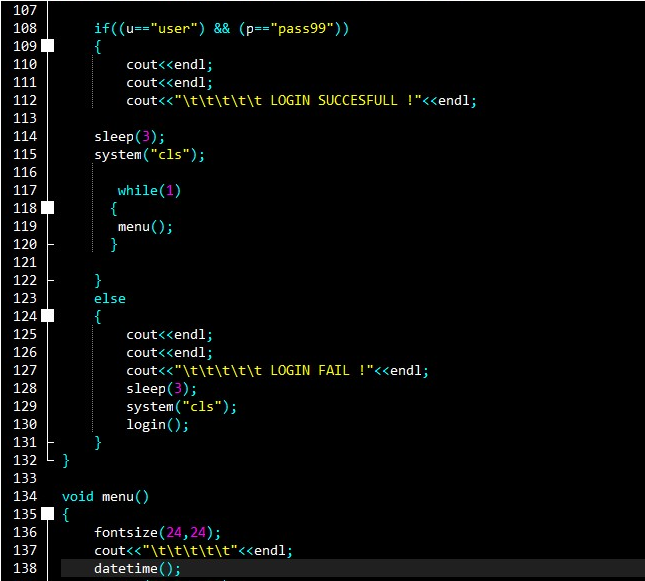 107
108 if((u=="user") && (p=="pass99"))
109 {
110 cout<<endl;
111 cout<<endl;
112 cout<<"\t\t\t\t\t LOGIN SUCCESFULL !"<<endl;
113
114 sleep(3);
115 system("cls");
116
117 while(1)
118 {
119 menu();
120 }
121
122 }
123 else
124 {
125 cout<<endl;
126 cout<<endl;
127 cout<<"\t\t\t\t\t LOGIN FAIL !"<<endl;
128 sleep(3);
129 system("cls");
130 login();
131 }
132 }
133
134 void menu()
135 {
136 fontsize(24,24);
137 cout<<"\t\t\t\t\t"<<endl;
138 datetime();